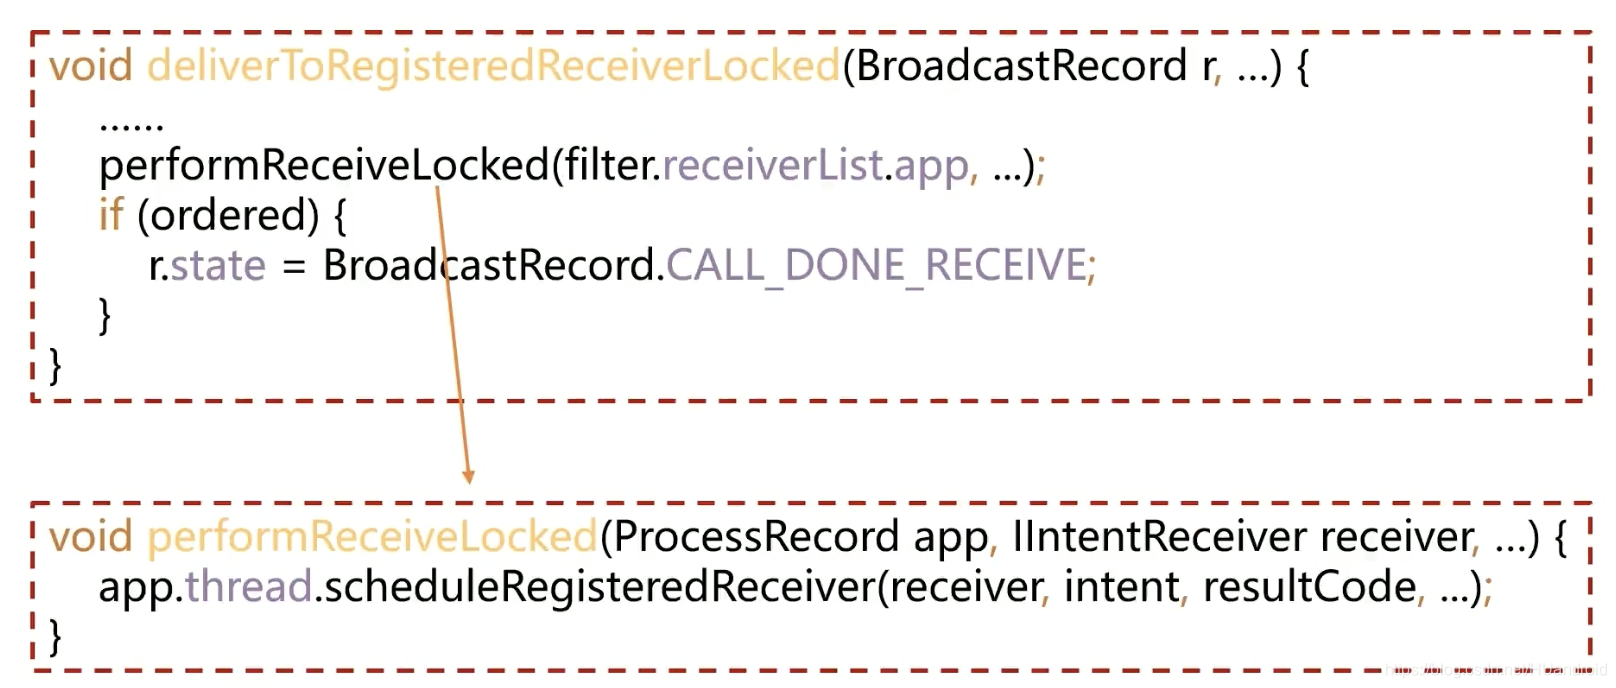 void deliverToRegisteredReceiverLocked(BroadcastRecord r, ...) {
......
performReceiveLocked(filter.receiverList.app, ...);
if (ordered) {
r.state = BroadcastRecord.CALL_DONE_RECEIVE;
}
}
void performReceiveLocked(ProcessRecord app, IIntentReceiver receiver, ...) {
app.thread.scheduleRegisteredReceiver(receiver, intent, resultCode, ...);
}